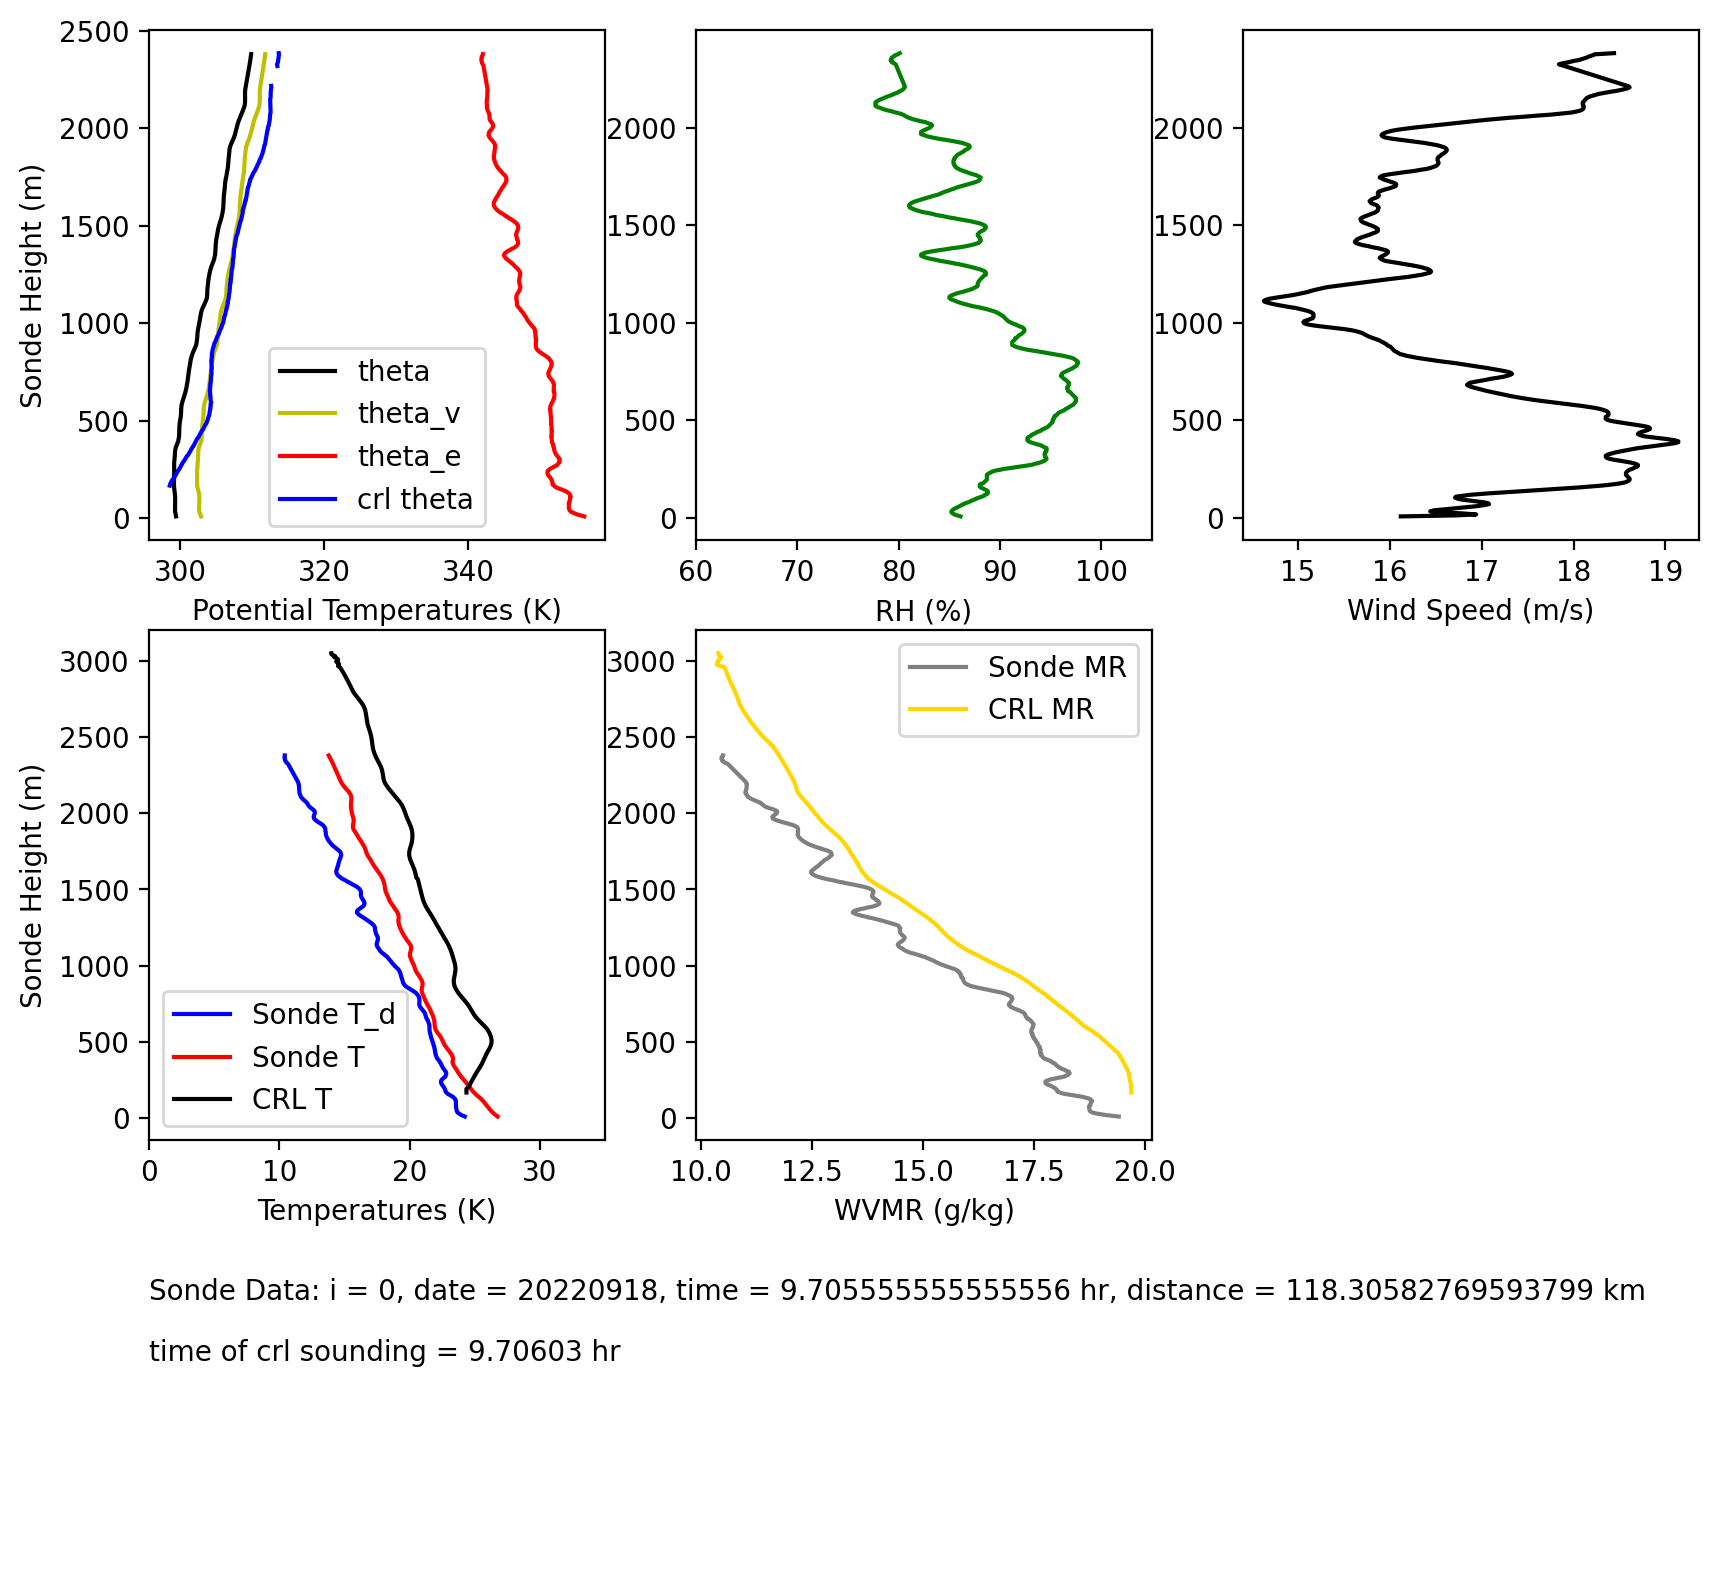 2500
2000
1500
1000
500
0
Sonde Height (m)
theta
theta_v
theta_e
crl theta
300 320 340
Potential Temperatures (K)
2000
1500
1000
500
0
60 70 80 90 100
RH (%)
2000
1500
1000
500
0
15 16 17 18 19
Wind Speed (m/s)
3000
2500
2000
1500
1000
500
0
Sonde Height (m)
Sonde T_d
Sonde T
CRL T
0 10 20 30
Temperatures (K)
3000
2500
2000
1500
1000
500
0
Sonde MR
CRL MR
10.0 12.5 15.0 17.5 20.0
WVMR (g/kg)
Sonde Data: i = 0, date = 20220918, time = 9.705555555555556 hr, distance = 118.30582769593799 km
time of crl sounding = 9.70603 hr